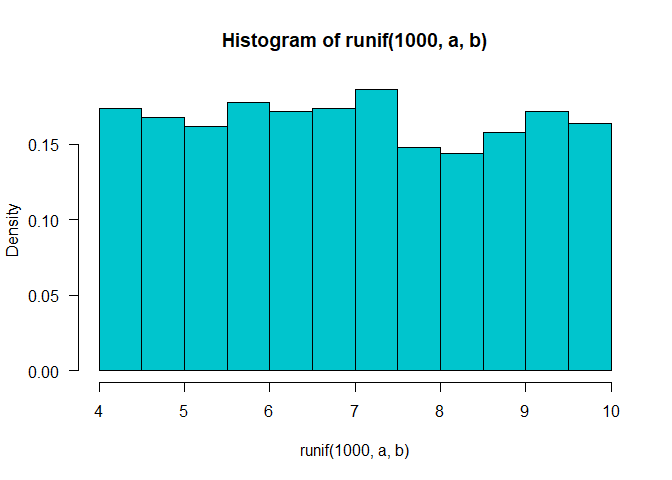 Histogram of runif(1000, a, b)
Density
0.15
0.10
0.05
0.00
4 5 6 7 8 9 10
runif(1000, a, b)